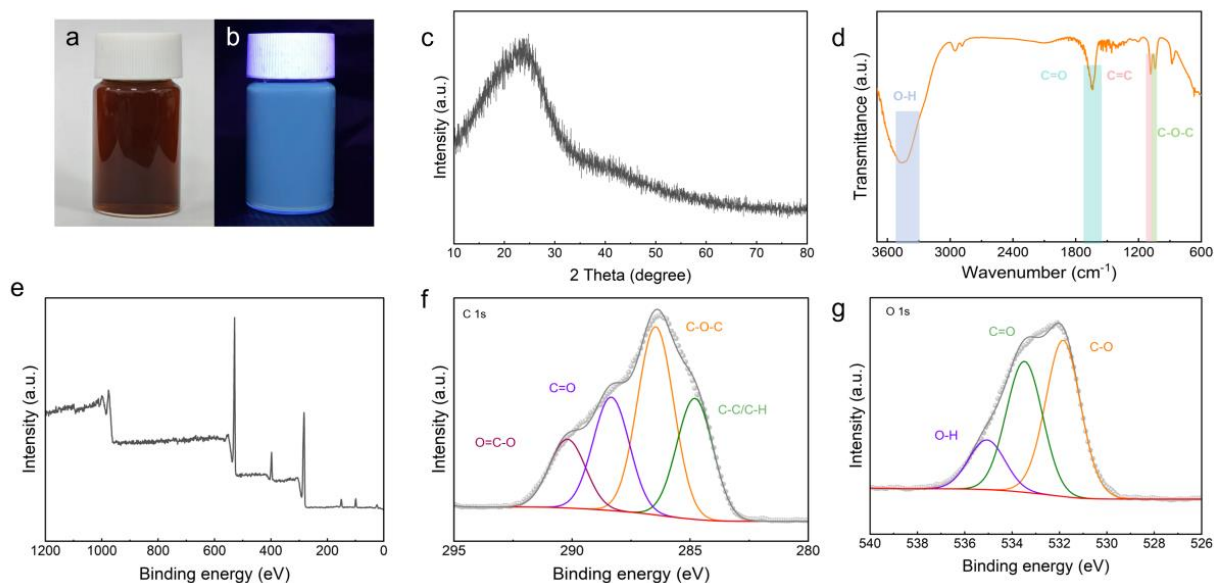 a
b
c
Intensity (a.u.)
10 20 30 40 50 60 70 80
2 Theta (degree)
d
Transmittance (a.u.)
O-H
C=O
C=C
C-O-C
3600 3000 2400 1800 1200 600
Wavenumber (cm⁻¹)
e
Intensity (a.u.)
1200 1000 800 600 400 200 0
Binding energy (eV)
f
C 1s
Intensity (a.u.)
O=C-O
C=O
C-O-C
C-C/C-H
295 290 285 280
Binding energy (eV)
g
O 1s
Intensity (a.u.)
O-H
C=O
C-O
540 538 536 534 532 530 528 526
Binding energy (eV)